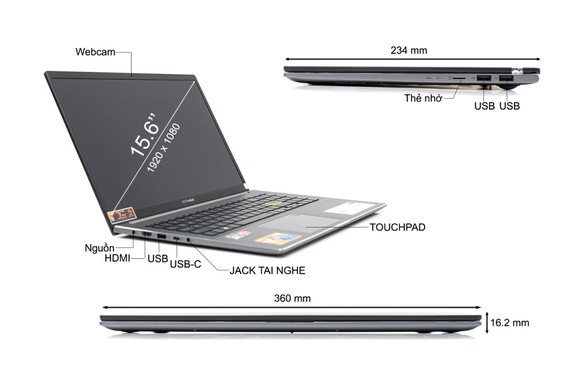 Webcam
234 mm
15.6"
1920 x 1080
Thẻ nhớ
USB
USB
TOUCHPAD
Nguồn
HDMI
USB
USB-C
JACK TAI NGHE
360 mm
16.2 mm